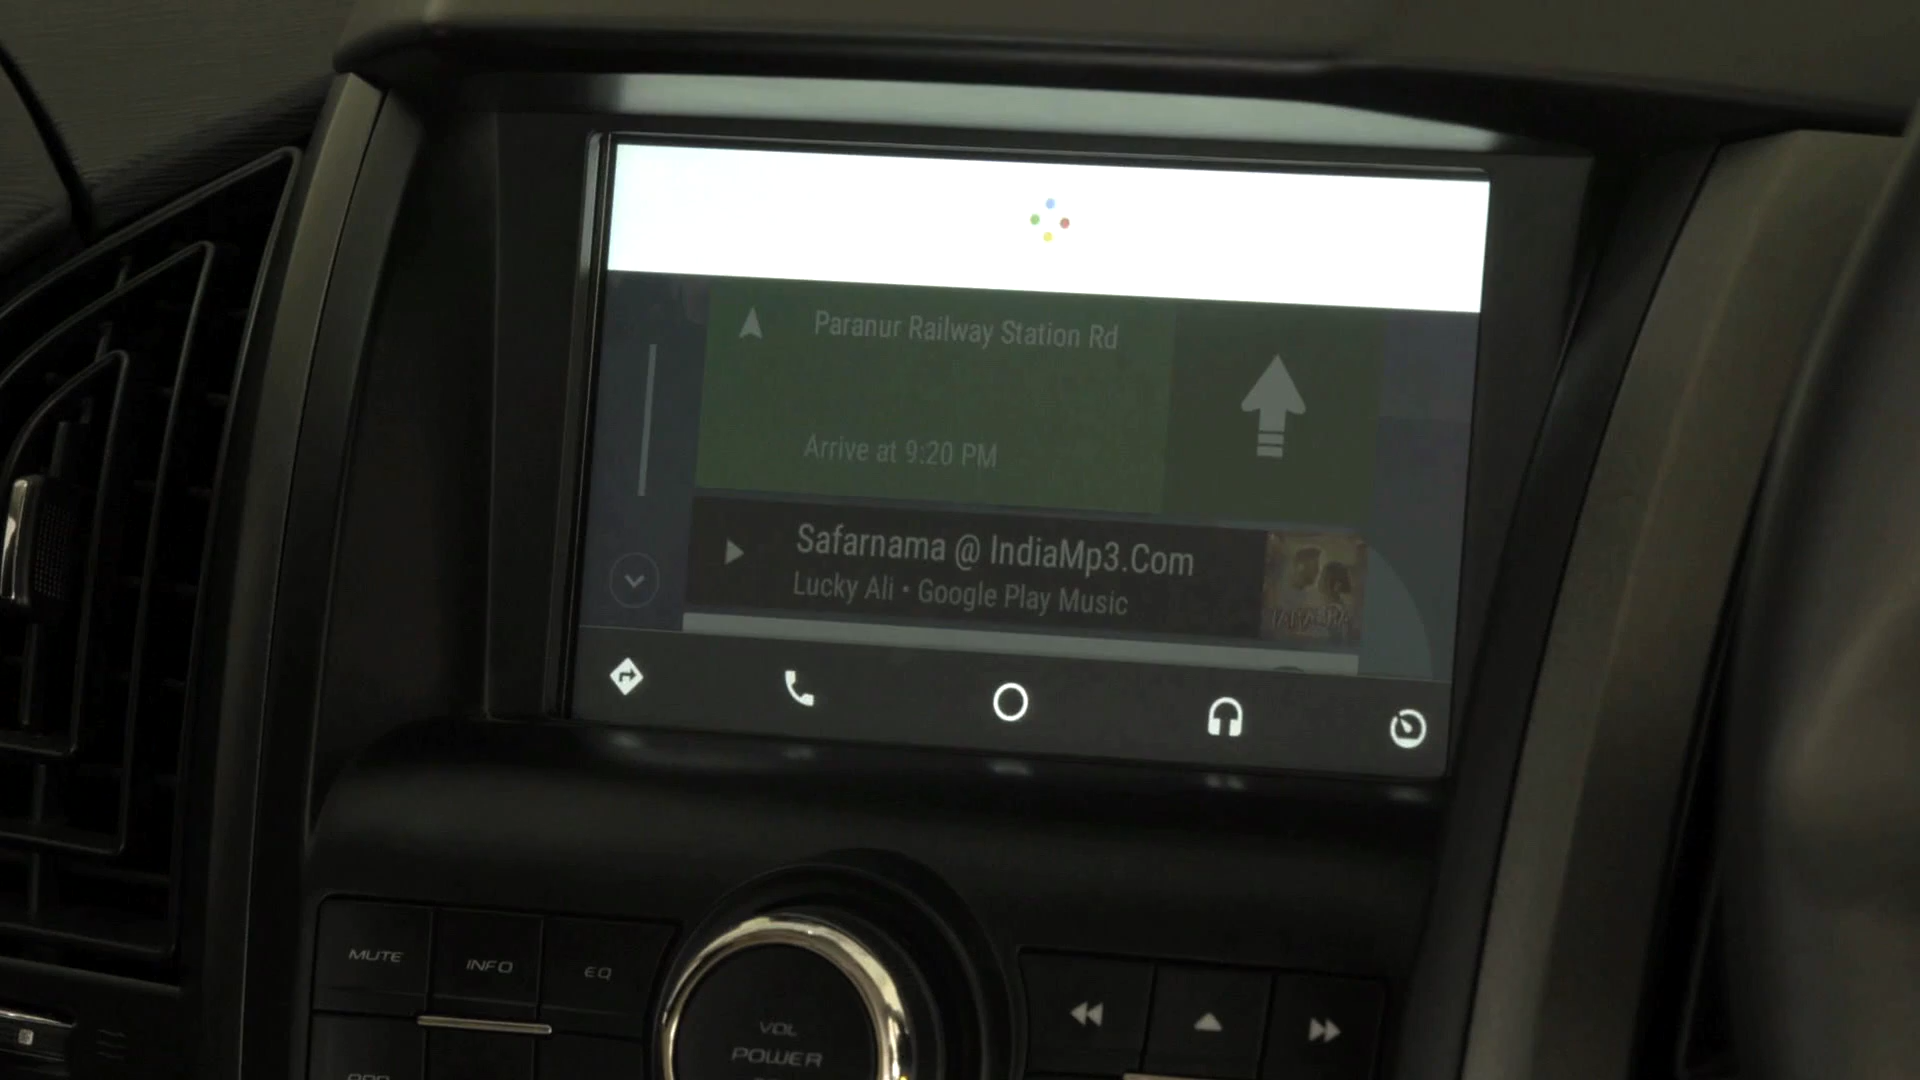 Paranur Railway Station Rd
Arrive at 9:20 PM
Safarnama @ IndiaMp3.Com
Lucky Ali • Google Play Music
MUTE
INFO
EQ
VOL
POWER